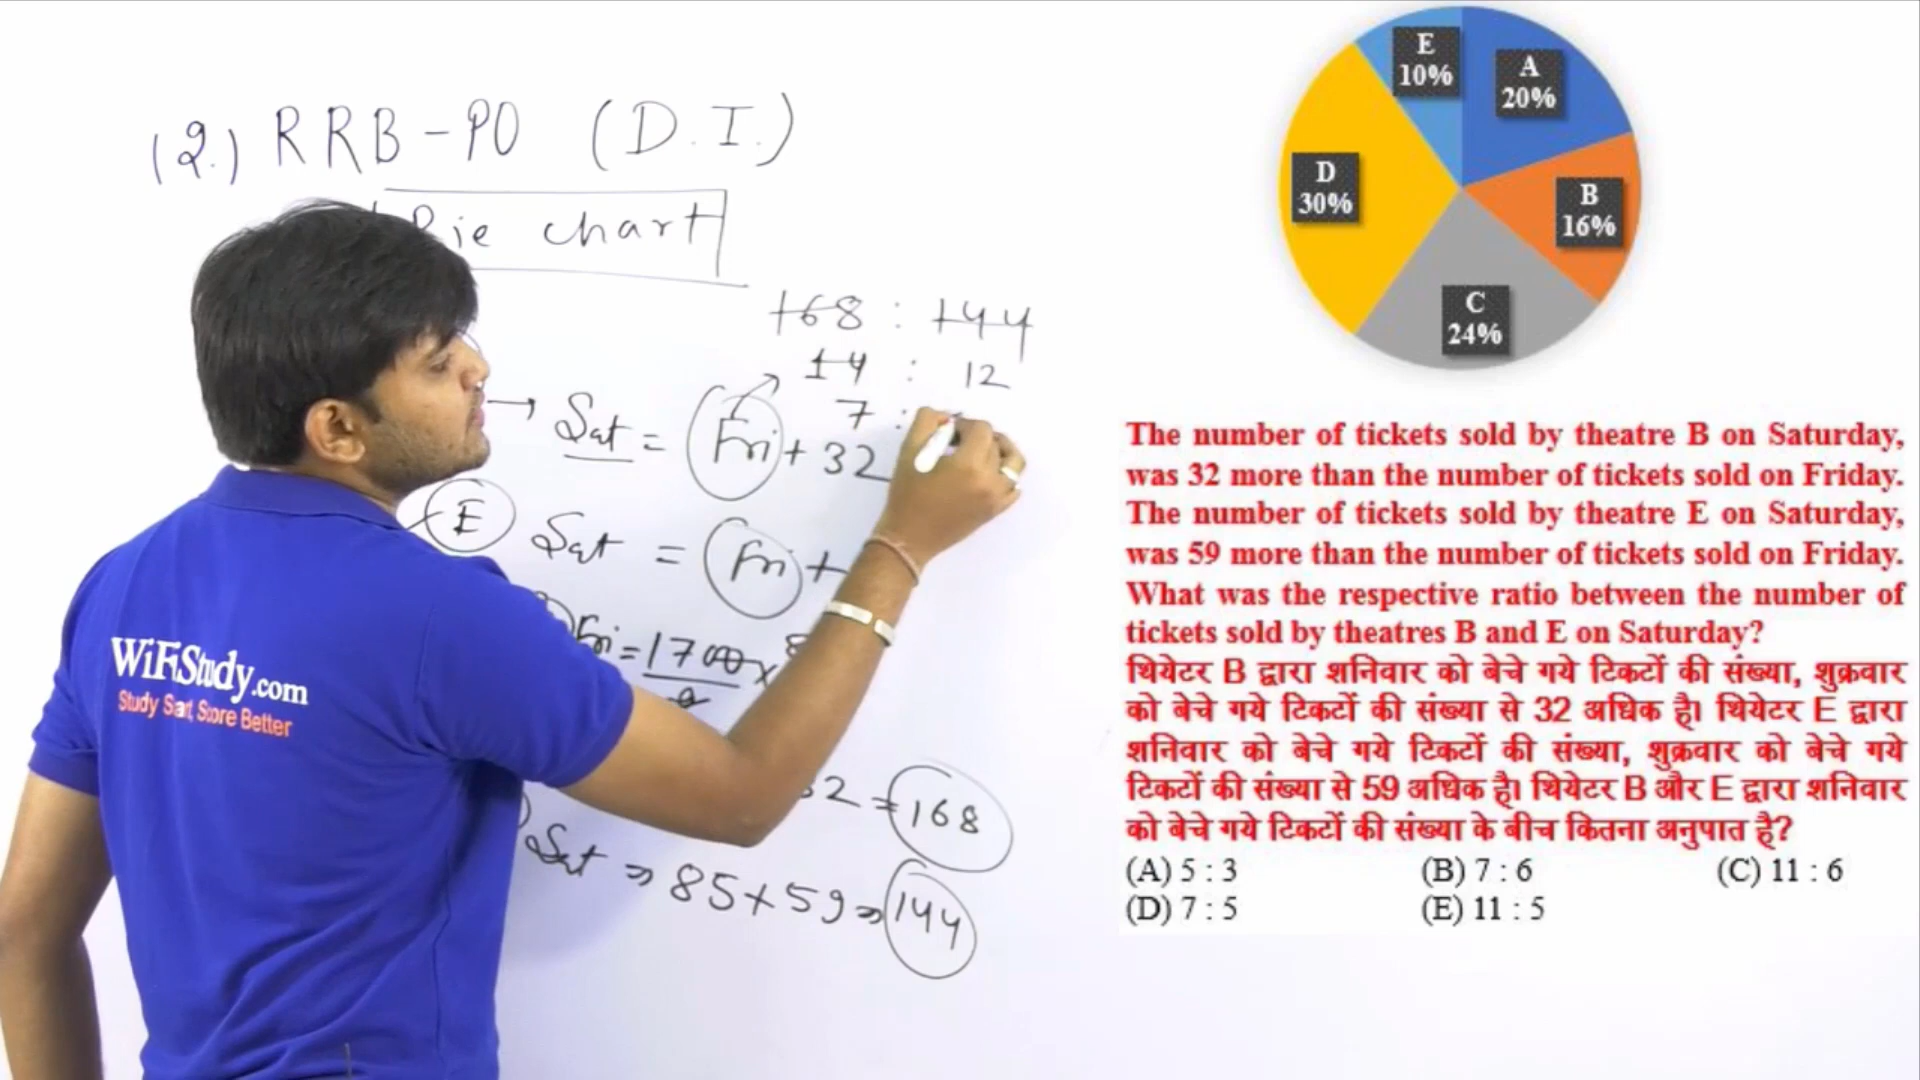 (2.) RRB-PO (D.I.)
Pie chart
168 : 144
14 : 12
7 :
→ Sat = Fri + 32
E Sat = Fri +
Fri = 1700 x
32 = 168
Sat ⇒ 85+59 ⇒ 144
WiFiStudy.com
Study Smart, Score Better
E
10%
A
20%
D
30%
B
16%
C
24%
The number of tickets sold by theatre B on Saturday,
was 32 more than the number of tickets sold on Friday.
The number of tickets sold by theatre E on Saturday,
was 59 more than the number of tickets sold on Friday.
What was the respective ratio between the number of
tickets sold by theatres B and E on Saturday?
थियेटर B द्वारा शनिवार को बेचे गये टिकटों की संख्या, शुक्रवार
को बेचे गये टिकटों की संख्या से 32 अधिक है। थियेटर E द्वारा
शनिवार को बेचे गये टिकटों की संख्या, शुक्रवार को बेचे गये
टिकटों की संख्या से 59 अधिक है। थियेटर B और E द्वारा शनिवार
को बेचे गये टिकटों की संख्या के बीच कितना अनुपात है?
(A) 5 : 3 (B) 7 : 6 (C) 11 : 6
(D) 7 : 5 (E) 11 : 5